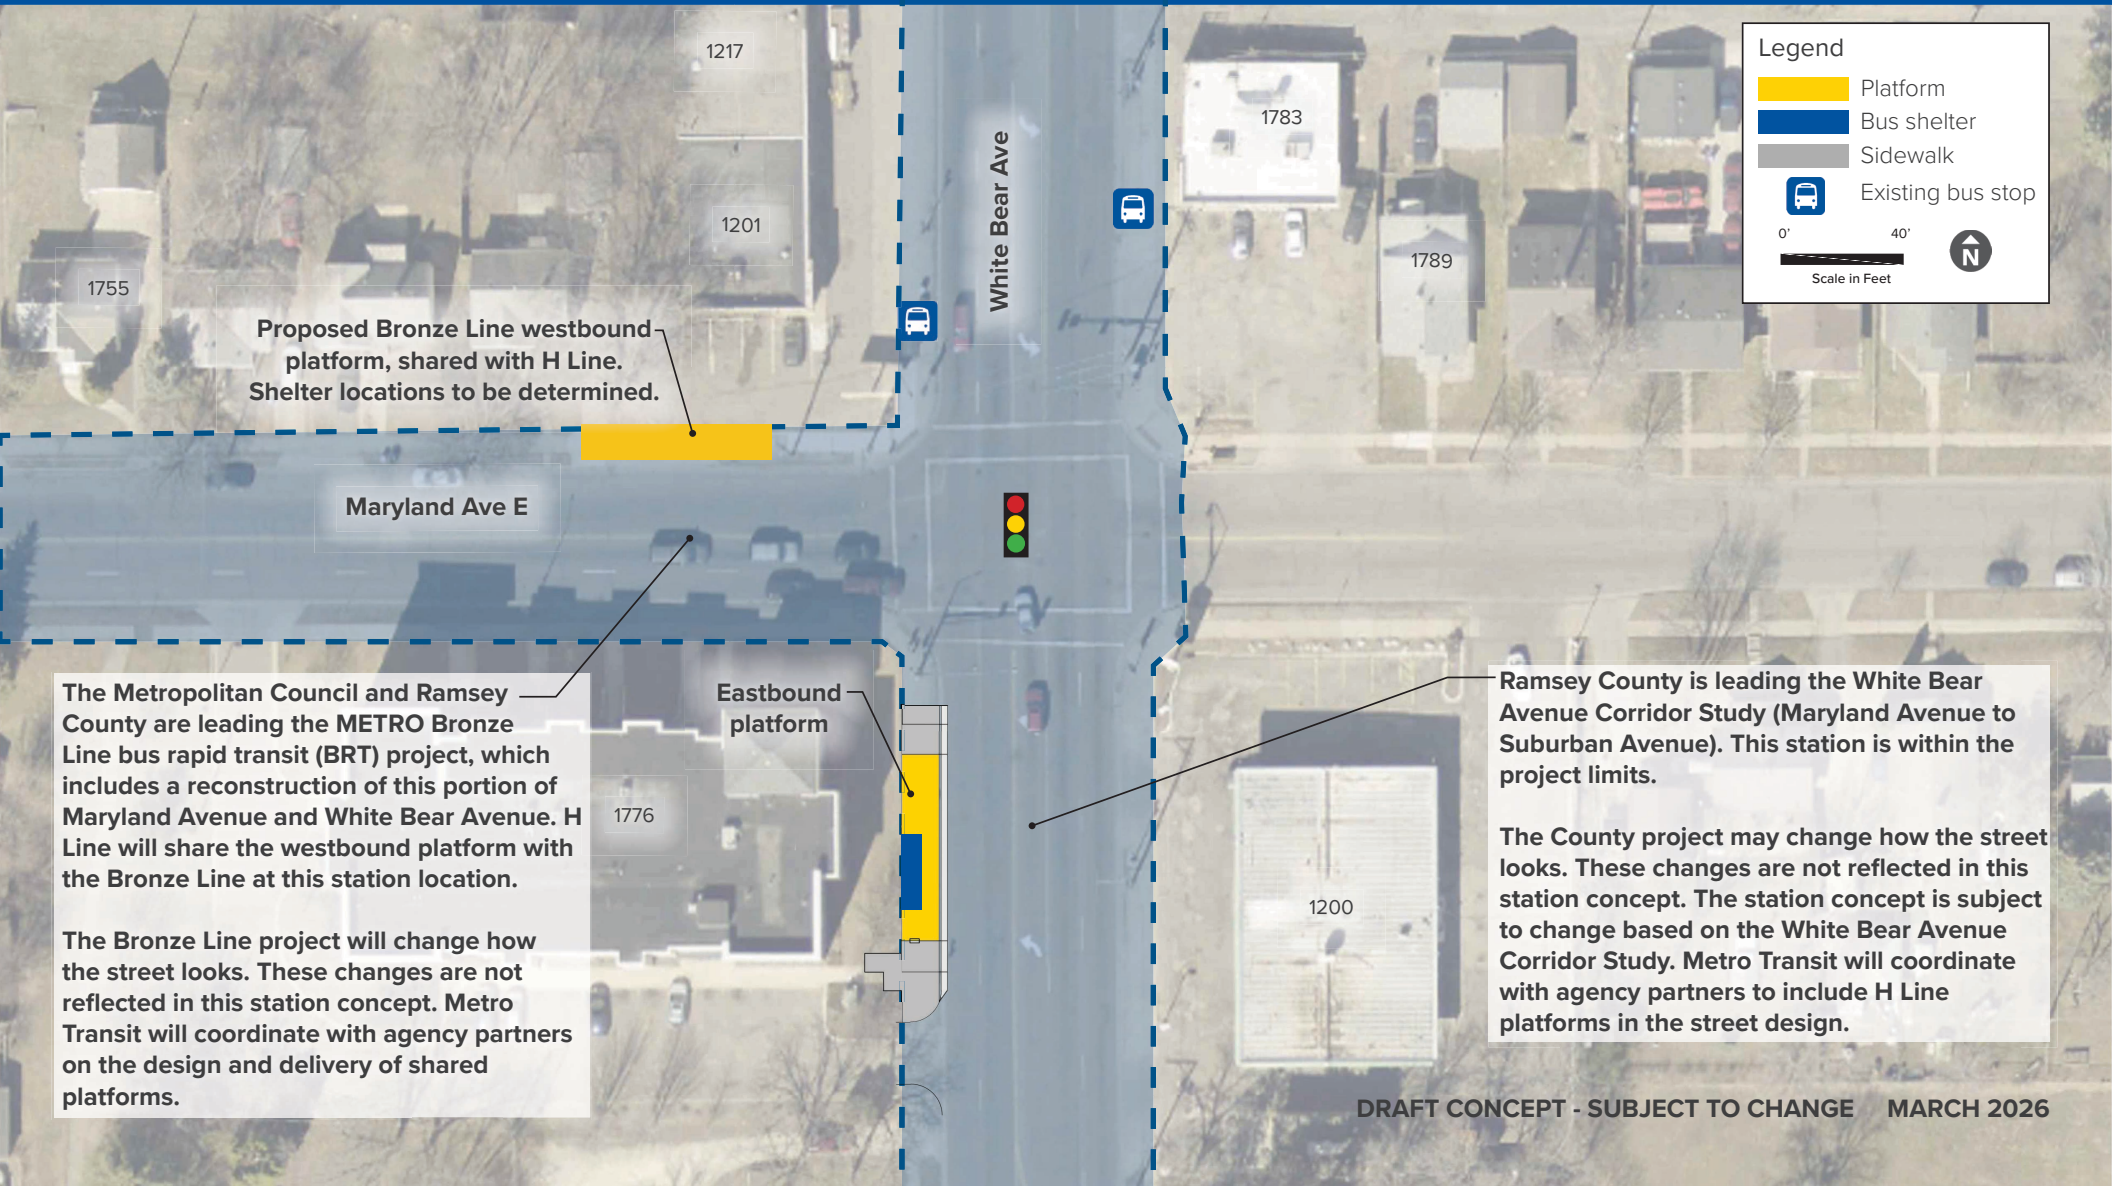 1217
1783
1201
1789
1755
White Bear Ave
Legend
Platform
Bus shelter
Sidewalk
Existing bus stop
0'
40'
Scale in Feet
N
Proposed Bronze Line westbound
platform, shared with H Line.
Shelter locations to be determined.
Maryland Ave E
The Metropolitan Council and Ramsey
County are leading the METRO Bronze
Line bus rapid transit (BRT) project, which
includes a reconstruction of this portion of
Maryland Avenue and White Bear Avenue. H
Line will share the westbound platform with
the Bronze Line at this station location.
The Bronze Line project will change how
the street looks. These changes are not
reflected in this station concept. Metro
Transit will coordinate with agency partners
on the design and delivery of shared
platforms.
Eastbound
platform
1776
1200
Ramsey County is leading the White Bear
Avenue Corridor Study (Maryland Avenue to
Suburban Avenue). This station is within the
project limits.
The County project may change how the street
looks. These changes are not reflected in this
station concept. The station concept is subject
to change based on the White Bear Avenue
Corridor Study. Metro Transit will coordinate
with agency partners to include H Line
platforms in the street design.
DRAFT CONCEPT - SUBJECT TO CHANGE MARCH 2026